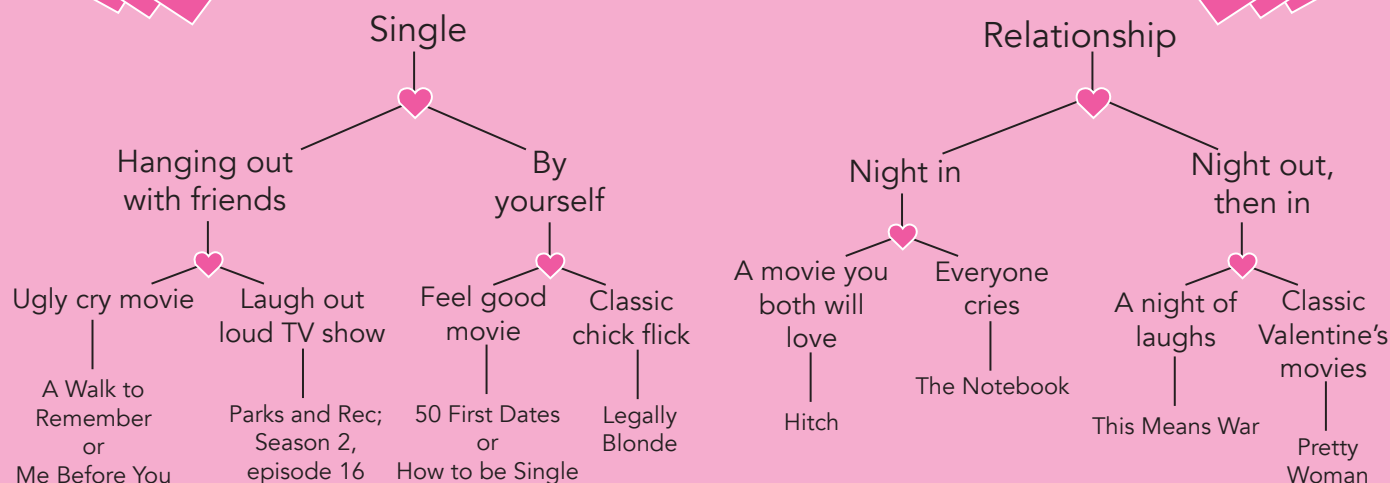 Single
Hanging out
with friends
Ugly cry movie
A Walk to
Remember
or
Me Before You
Laugh out
loud TV show
Parks and Rec;
Season 2,
episode 16
By
yourself
Feel good
movie
50 First Dates
or
How to be Single
Classic
chick flick
Legally
Blonde
Relationship
Night in
A movie you
both will
love
Hitch
Everyone
cries
The Notebook
Night out,
then in
A night of
laughs
This Means War
Classic
Valentine's
movies
Pretty
Woman